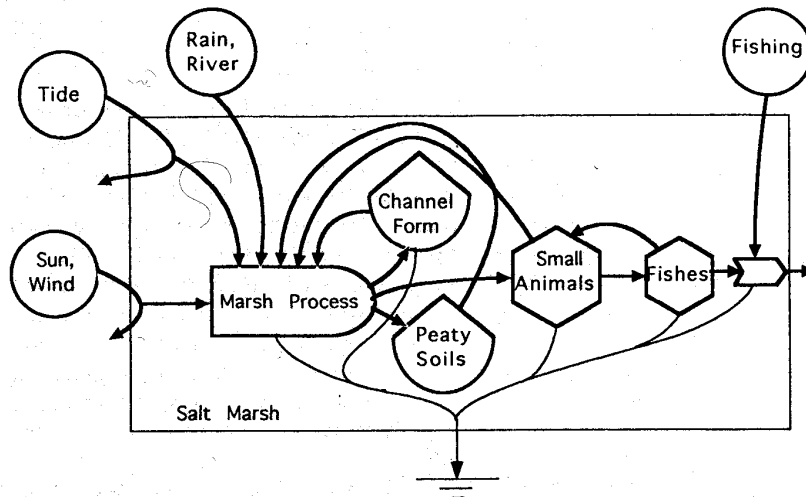 Rain,
River
Fishing
Tide
Channel
Form
Sun,
Wind
Small
Animals
Fishes
Marsh Process
Peaty
Soils
Salt Marsh